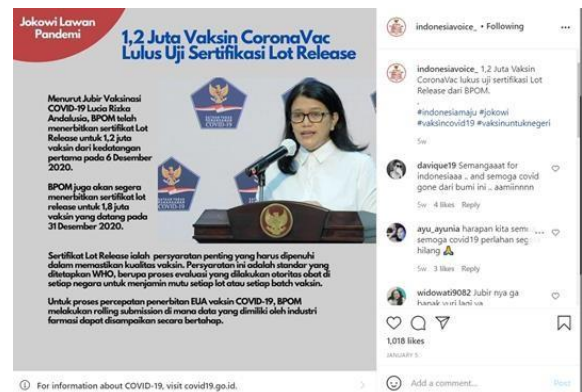 Jokowi Lawan
Pandemi
1,2 Juta Vaksin CoronaVac
Lulus Uji Sertifikasi Lot Release
Menurut Jubir Vaksinasi
COVID-19 Lucia Rizka
Andalusia, BPOM telah
menerbitkan sertifikat Lot
Release untuk 1,2 juta
vaksin dari kedatangan
pertama pada 6 Desember
2020.
BPOM juga akan segera
menerbitkan sertifikat lot
release untuk 1,8 juta
vaksin yang datang pada
31 Desember 2020.
Sertifikat Lot Release ialah persyaratan penting yang harus dipenuhi
dalam memastikan kualitas vaksin. Persyaratan ini adalah standar yang
ditetapkan WHO, berupa proses evaluasi yang dilakukan otoritas obat di
setiap negara untuk menjamin mutu setiap lot atau setiap batch vaksin.
Untuk proses percepatan penerbitan EUA vaksin COVID-19, BPOM
melakukan rolling submission di mana data yang dimiliki oleh industri
farmasi dapat disampaikan secara bertahap.
For information about COVID-19, visit covid19.go.id.
indonesiavoice_ • Following
indonesiavoice_ 1,2 Juta Vaksin
CoronaVac lukus uji sertifikasi Lot
Release dari BPOM.
.
#indonesiamaju #jokowi
#vaksincovid19 #vaksinuntuknegeri
5w
davique19 Semangaaat for
indonesiaaa .. and semoga covid
gone dari bumi ini .. aamiinnnn
5w 4 likes Reply
ayu_ayunia harapan kita sem
semoga covid19 perlahan seg
hilang 🙏
5w 3 likes Reply
widowati9082 Jubir nya ga
1,018 likes
JANUARY 5
Add a comment...
Post